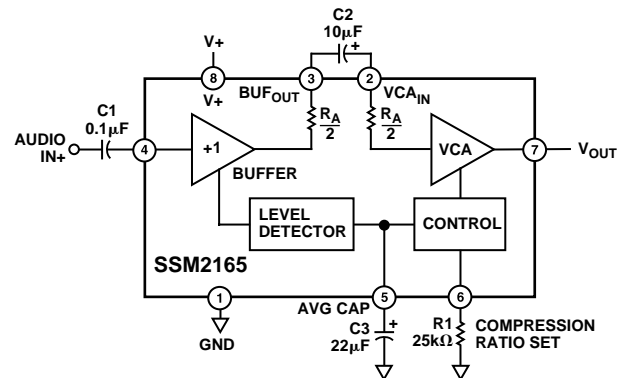 C2
10µF
+
V+
8
V+
3
BUFOUT
2
VCAIN
C1
0.1µF
AUDIO
IN+
4
+1
BUFFER
RA
2
RA
2
VCA
7
VOUT
LEVEL
DETECTOR
CONTROL
SSM2165
1
GND
5
AVG CAP
6
C3
22µF
+
R1
25kΩ
COMPRESSION
RATIO SET